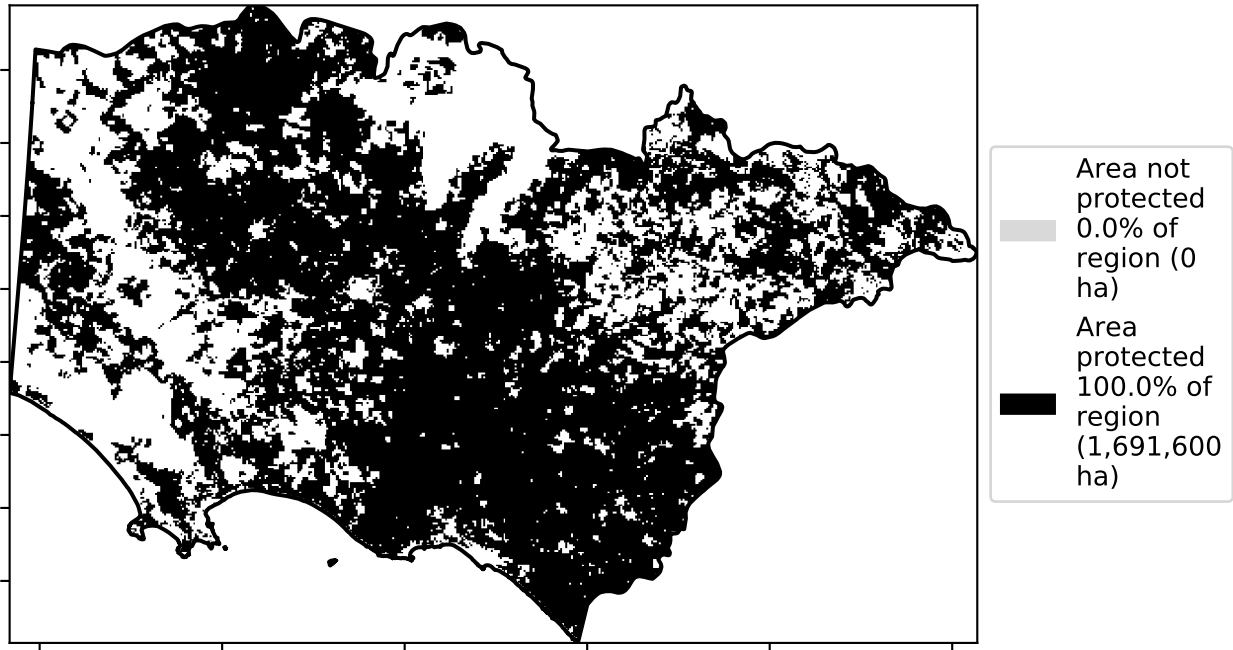 Area not
protected
0.0% of
region (0
ha)
Area
protected
100.0% of
region
(1,691,600
ha)